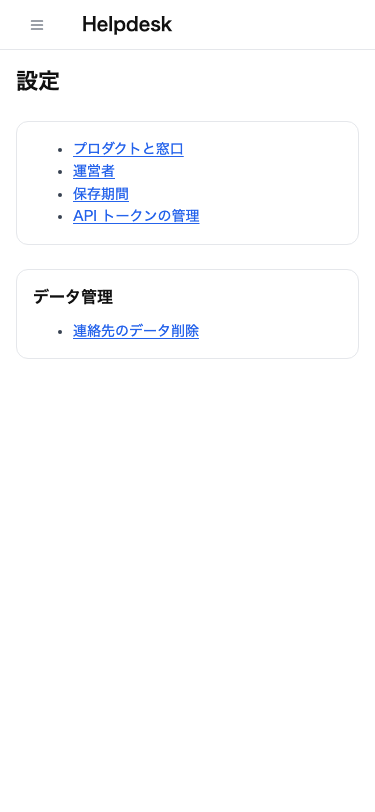 Helpdesk
設定
プロダクトと窓口
運営者
保存期間
API トークンの管理
データ管理
連絡先のデータ削除